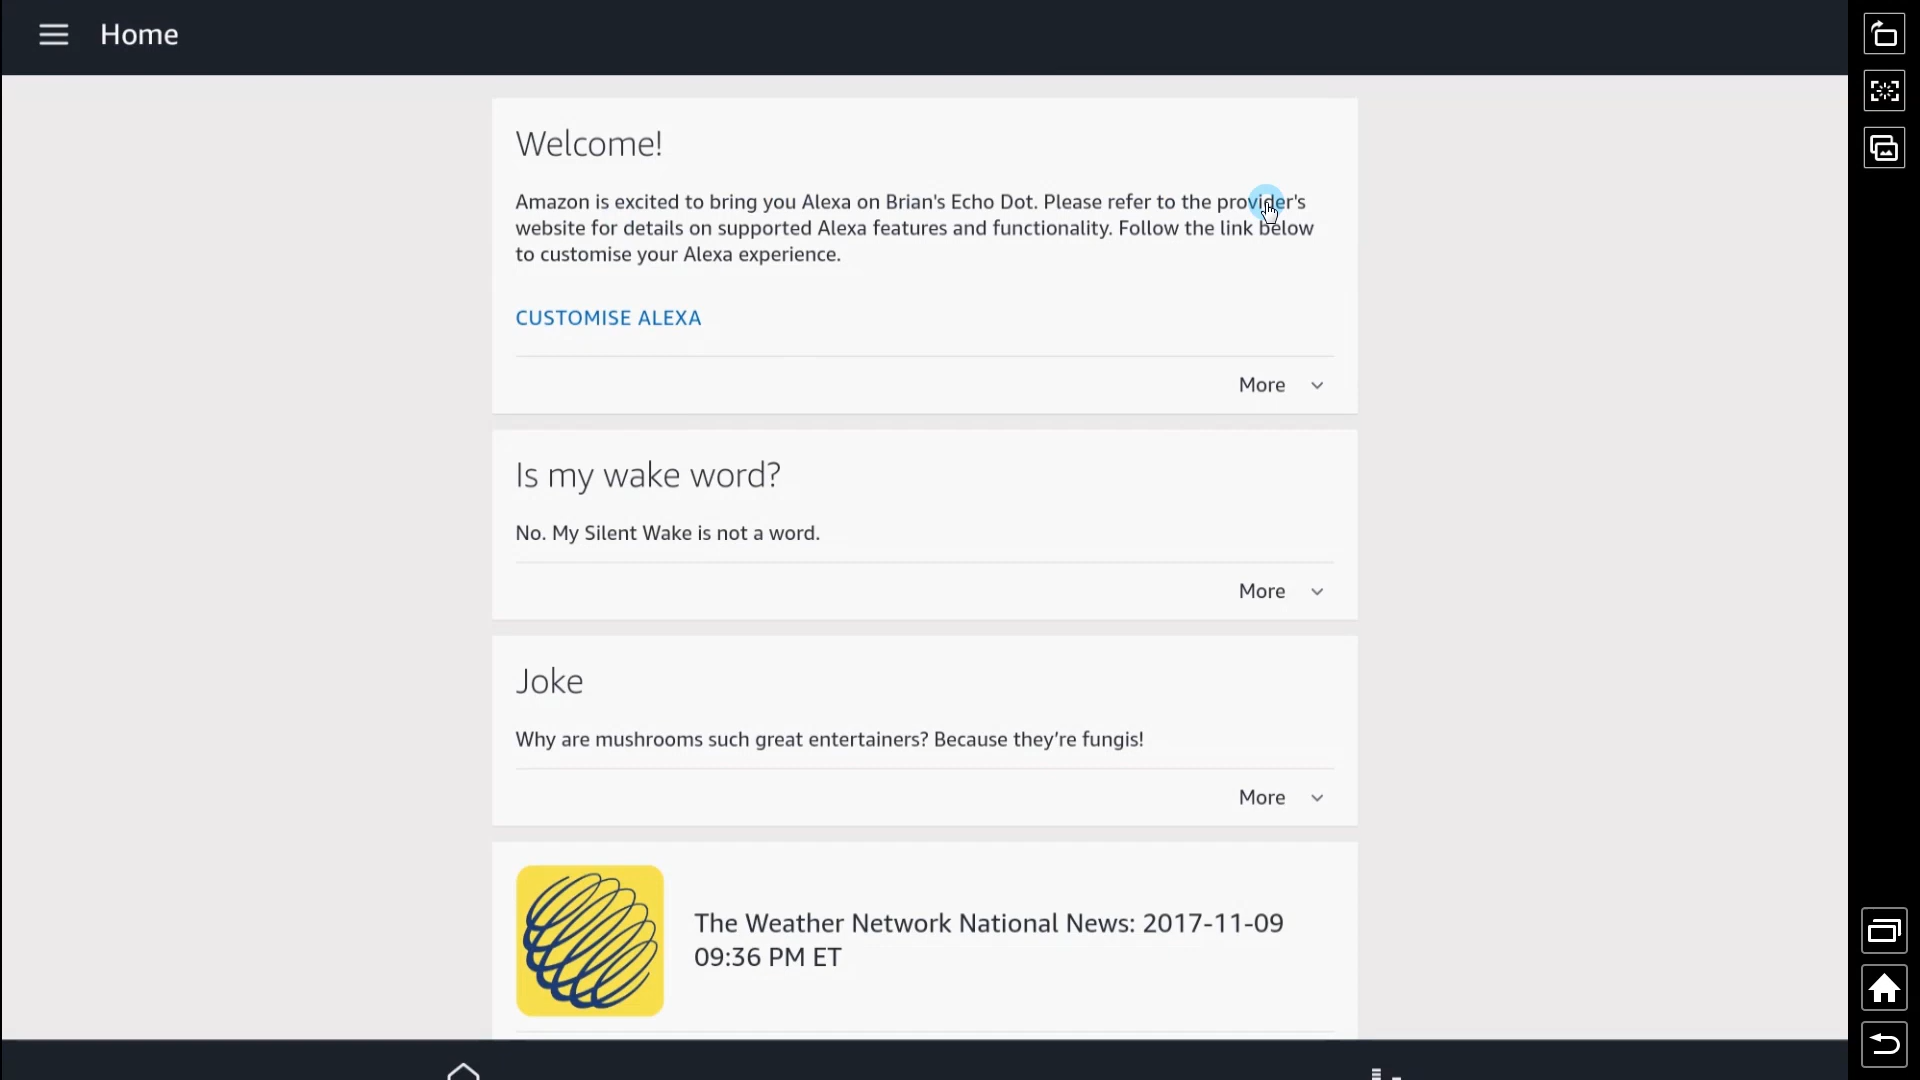 Home
Welcome!
Amazon is excited to bring you Alexa on Brian's Echo Dot. Please refer to the provider's
website for details on supported Alexa features and functionality. Follow the link below
to customise your Alexa experience.
CUSTOMISE ALEXA
More
Is my wake word?
No. My Silent Wake is not a word.
More
Joke
Why are mushrooms such great entertainers? Because they’re fungis!
More
The Weather Network National News: 2017-11-09
09:36 PM ET